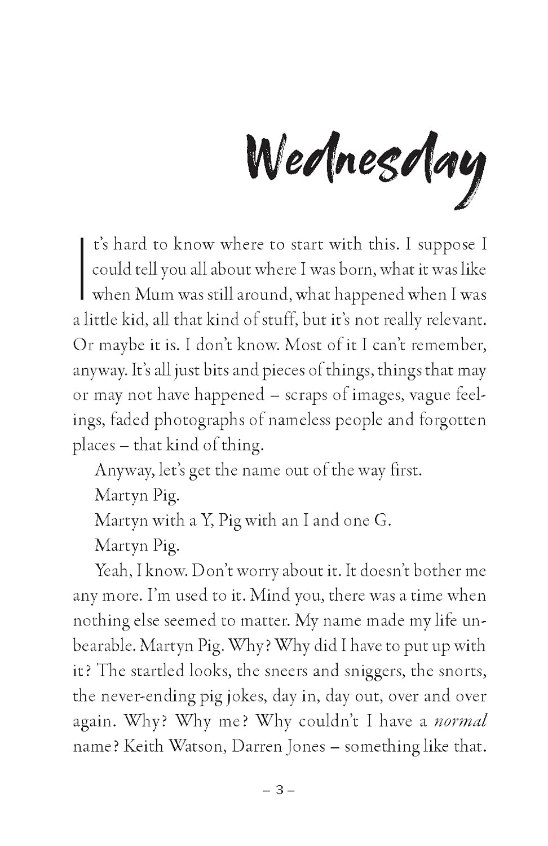 Wednesday
It's hard to know where to start with this. I suppose I
could tell you all about where I was born, what it was like
when Mum was still around, what happened when I was
a little kid, all that kind of stuff, but it's not really relevant.
Or maybe it is. I don't know. Most of it I can't remember,
anyway. It's all just bits and pieces of things, things that may
or may not have happened – scraps of images, vague feel-
ings, faded photographs of nameless people and forgotten
places – that kind of thing.
Anyway, let's get the name out of the way first.
Martyn Pig.
Martyn with a Y, Pig with an I and one G.
Martyn Pig.
Yeah, I know. Don't worry about it. It doesn't bother me
any more. I'm used to it. Mind you, there was a time when
nothing else seemed to matter. My name made my life un-
bearable. Martyn Pig. Why? Why did I have to put up with
it? The startled looks, the sneers and sniggers, the snorts,
the never-ending pig jokes, day in, day out, over and over
again. Why? Why me? Why couldn't I have a normal
name? Keith Watson, Darren Jones – something like that.
– 3 –